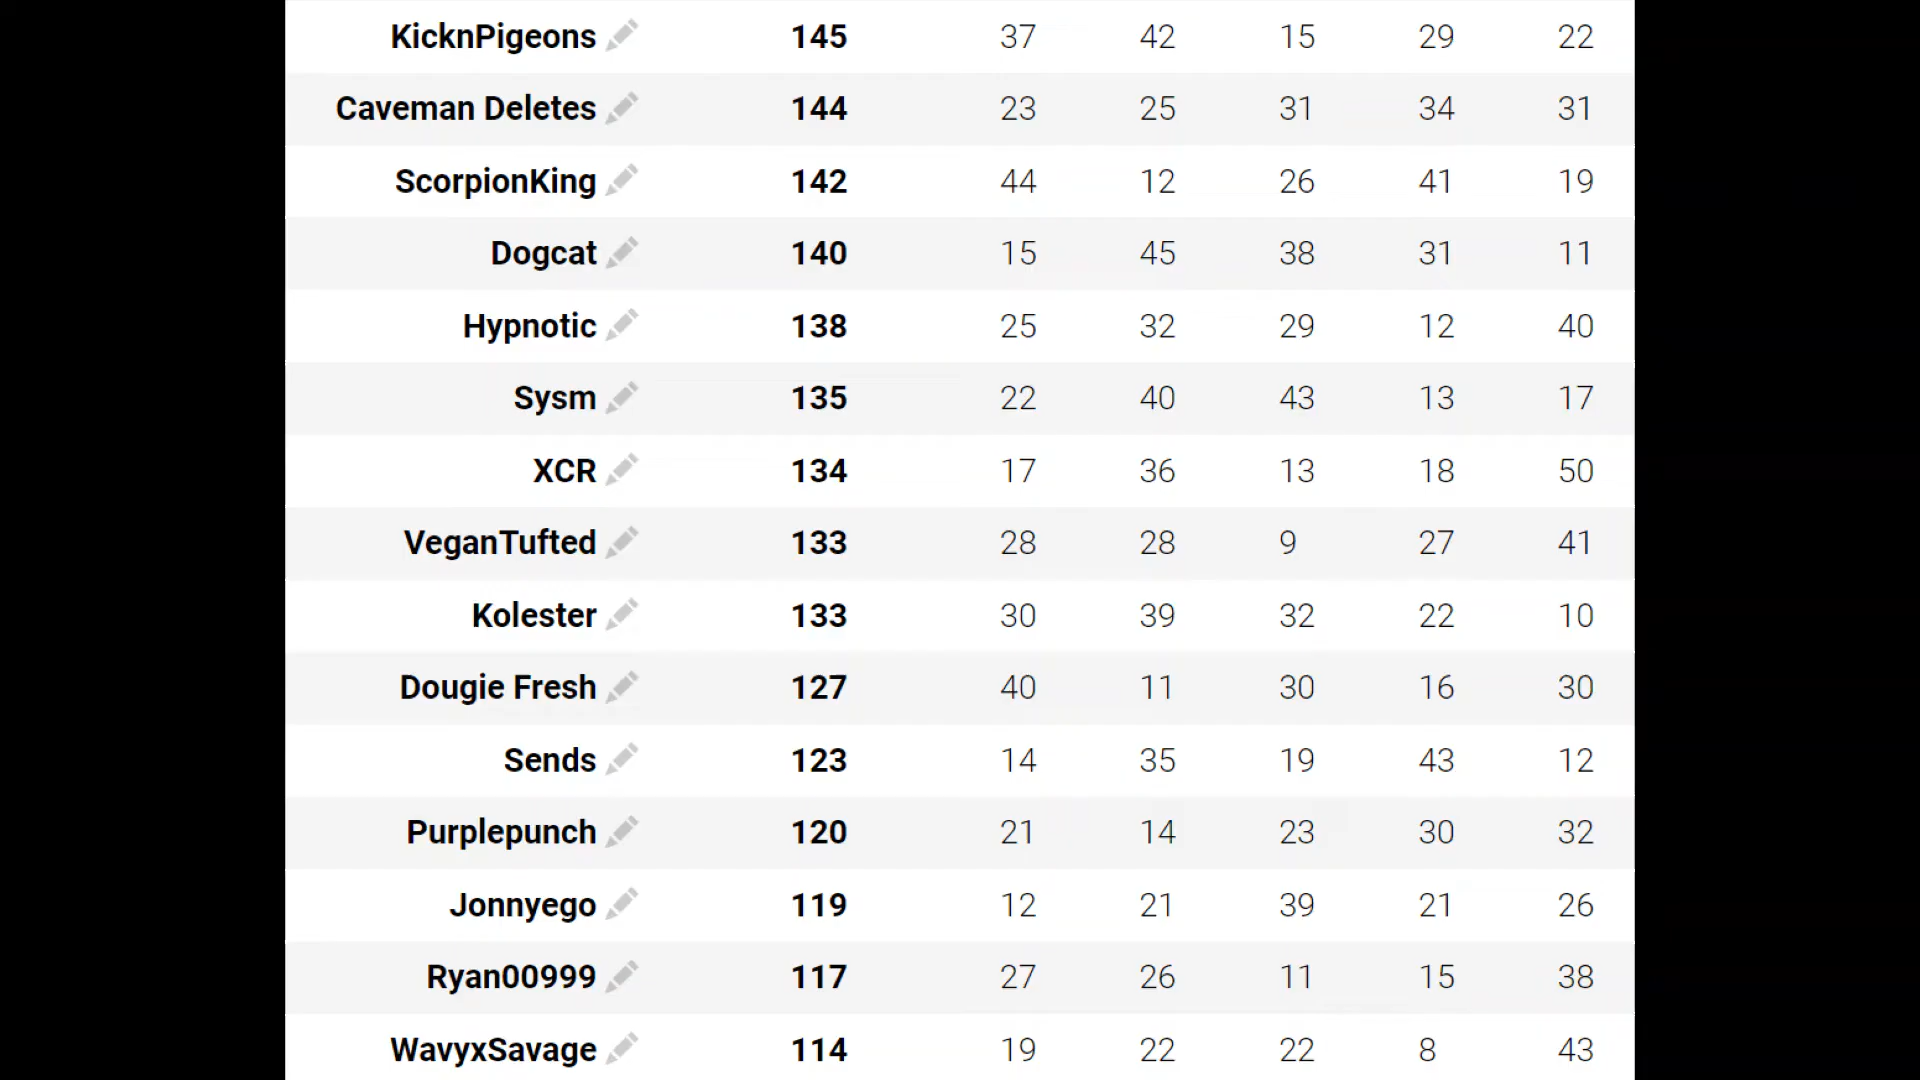 KicknPigeons 145 37 42 15 29 22
Caveman Deletes 144 23 25 31 34 31
ScorpionKing 142 44 12 26 41 19
Dogcat 140 15 45 38 31 11
Hypnotic 138 25 32 29 12 40
Sysm 135 22 40 43 13 17
XCR 134 17 36 13 18 50
VeganTufted 133 28 28 9 27 41
Kolester 133 30 39 32 22 10
Dougie Fresh 127 40 11 30 16 30
Sends 123 14 35 19 43 12
Purplepunch 120 21 14 23 30 32
Jonnyego 119 12 21 39 21 26
Ryan00999 117 27 26 11 15 38
WavyxSavage 114 19 22 22 8 43